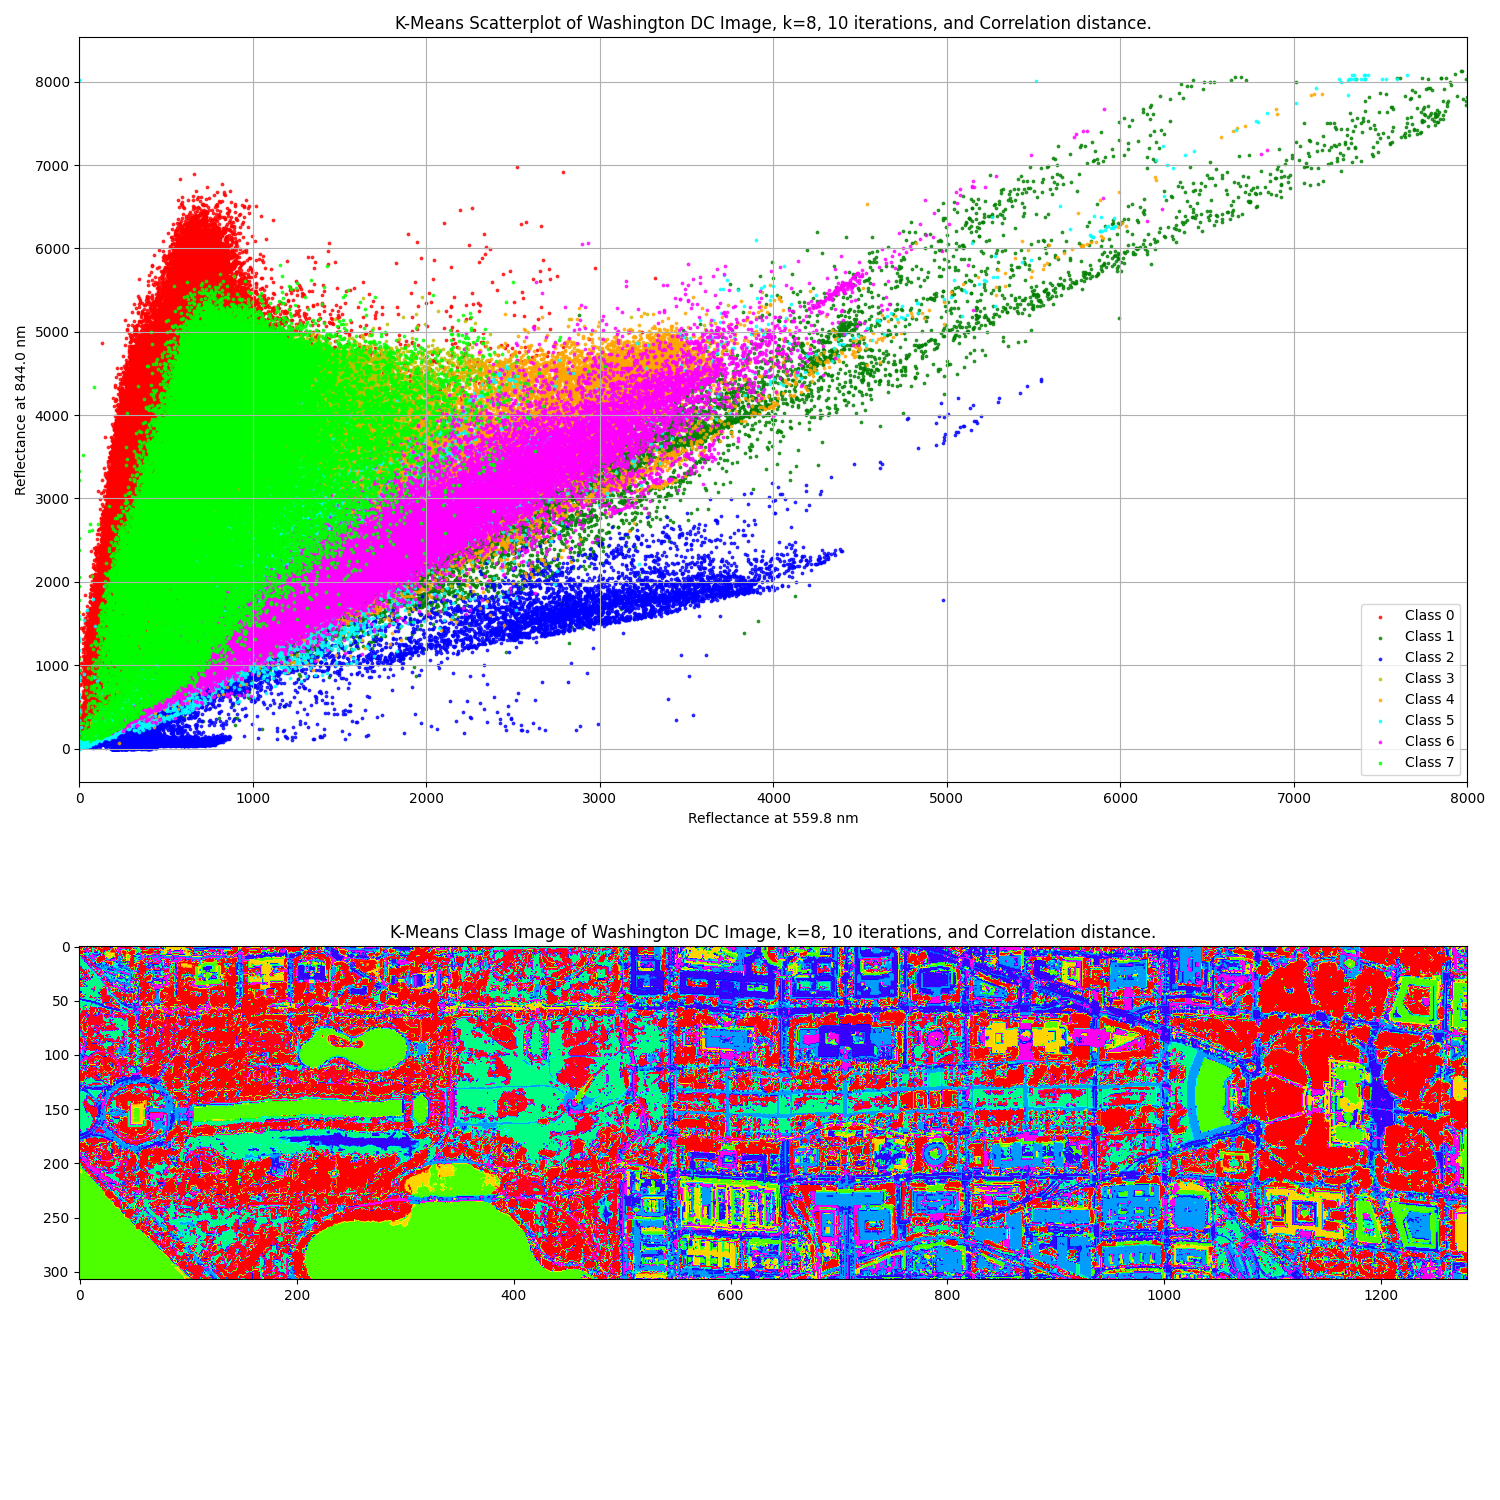 K-Means Scatterplot of Washington DC Image, k=8, 10 iterations, and Correlation distance.
8000
7000
6000
5000
4000
3000
2000
1000
0
Reflectance at 844.0 nm
Class 0
Class 1
Class 2
Class 3
Class 4
Class 5
Class 6
Class 7
0 1000 2000 3000 4000 5000 6000 7000 8000
Reflectance at 559.8 nm
K-Means Class Image of Washington DC Image, k=8, 10 iterations, and Correlation distance.
0
50
100
150
200
250
300
0 200 400 600 800 1000 1200